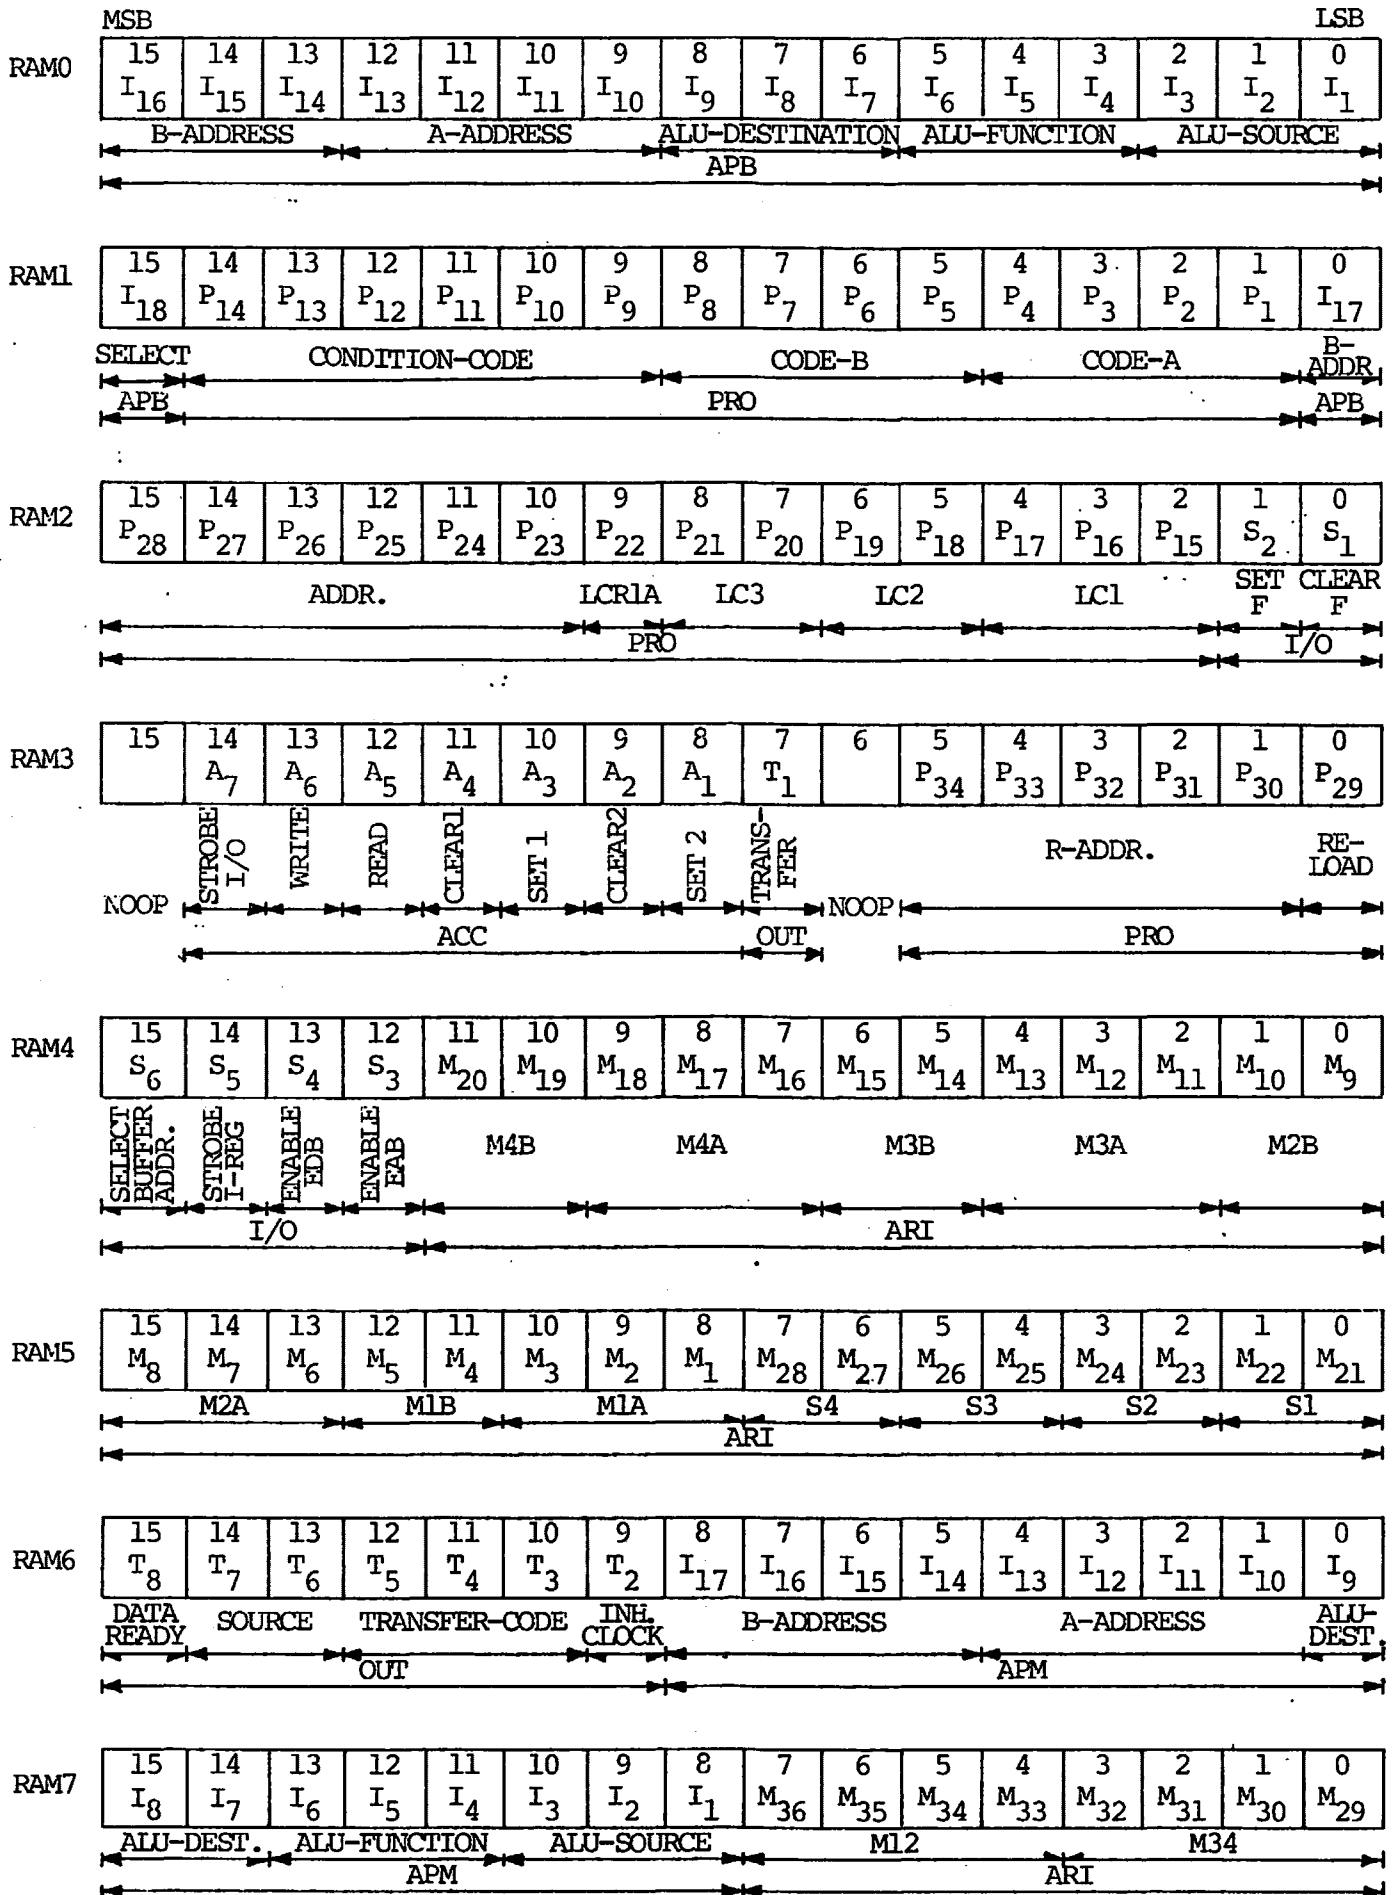 MSB LSB
RAM0
15 14 13 12 11 10 9 8 7 6 5 4 3 2 1 0
I16 I15 I14 I13 I12 I11 I10 I9 I8 I7 I6 I5 I4 I3 I2 I1
B-ADDRESS A-ADDRESS ALU-DESTINATION ALU-FUNCTION ALU-SOURCE
APB
RAM1
15 14 13 12 11 10 9 8 7 6 5 4 3 2 1 0
I18 P14 P13 P12 P11 P10 P9 P8 P7 P6 P5 P4 P3 P2 P1 I17
SELECT CONDITION-CODE CODE-B CODE-A B-ADDR
APB PRO APB
RAM2
15 14 13 12 11 10 9 8 7 6 5 4 3 2 1 0
P28 P27 P26 P25 P24 P23 P22 P21 P20 P19 P18 P17 P16 P15 S2 S1
ADDR. LCR1A LC3 LC2 LC1 SET F CLEAR F
PRO I/O
RAM3
15 14 13 12 11 10 9 8 7 6 5 4 3 2 1 0
A7 A6 A5 A4 A3 A2 A1 T1 P34 P33 P32 P31 P30 P29
NOOP STROBE I/O WRITE READ CLEAR1 SET 1 CLEAR2 SET 2 TRANS-FER NOOP R-ADDR. RE-LOAD
ACC OUT PRO
RAM4
15 14 13 12 11 10 9 8 7 6 5 4 3 2 1 0
S6 S5 S4 S3 M20 M19 M18 M17 M16 M15 M14 M13 M12 M11 M10 M9
SELECT BUFFER ADDR. STROBE I-REG ENABLE EDB ENABLE EAB M4B M4A M3B M3A M2B
I/O ARI
RAM5
15 14 13 12 11 10 9 8 7 6 5 4 3 2 1 0
M8 M7 M6 M5 M4 M3 M2 M1 M28 M27 M26 M25 M24 M23 M22 M21
M2A M1B M1A S4 S3 S2 S1
ARI
RAM6
15 14 13 12 11 10 9 8 7 6 5 4 3 2 1 0
T8 T7 T6 T5 T4 T3 T2 I17 I16 I15 I14 I13 I12 I11 I10 I9
DATA READY SOURCE TRANSFER-CODE INH. CLOCK B-ADDRESS A-ADDRESS ALU-DEST.
OUT APM
RAM7
15 14 13 12 11 10 9 8 7 6 5 4 3 2 1 0
I8 I7 I6 I5 I4 I3 I2 I1 M36 M35 M34 M33 M32 M31 M30 M29
ALU-DEST. ALU-FUNCTION ALU-SOURCE M12 M34
APM ARI